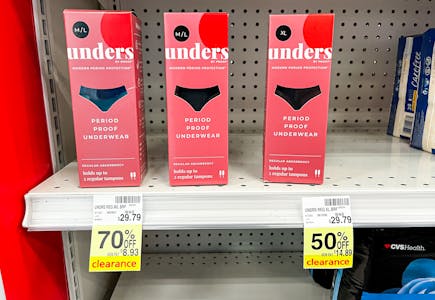 M/L
unders
BY PROOF
MODERN PERIOD PROTECTION
PERIOD
PROOF
UNDERWEAR
REGULAR ABSORBENCY
holds up to
2 regular tampons
M/L
unders
BY PROOF
MODERN PERIOD PROTECTION
PERIOD
PROOF
UNDERWEAR
REGULAR ABSORBENCY
holds up to
2 regular tampons
XL
unders
BY PROOF
MODERN PERIOD PROTECTION
PERIOD
PROOF
UNDERWEAR
REGULAR ABSORBENCY
holds up to
2 regular tampons
29.79
70% OFF
8.93
clearance
29.79
50% OFF
14.89
clearance
CVSHealth